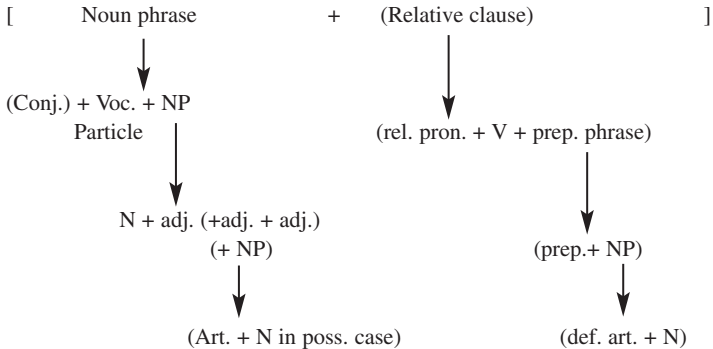 [ Noun phrase + (Relative clause) ]
(Conj.) + Voc. + NP
Particle
(rel. pron. + V + prep. phrase)
N + adj. (+adj. + adj.)
(+ NP)
(prep.+ NP)
(Art. + N in poss. case)
(def. art. + N)